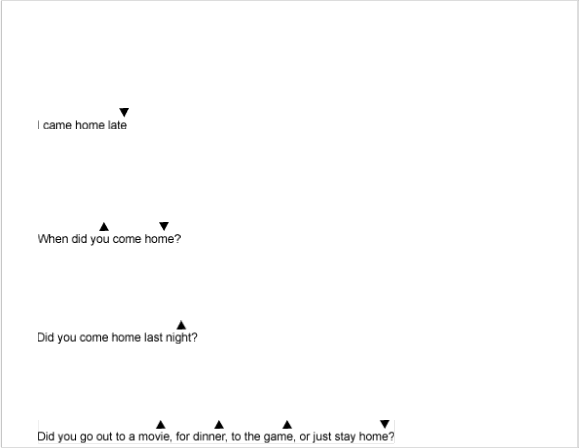 I came home late
When did you come home?
Did you come home last night?
Did you go out to a movie, for dinner, to the game, or just stay home?